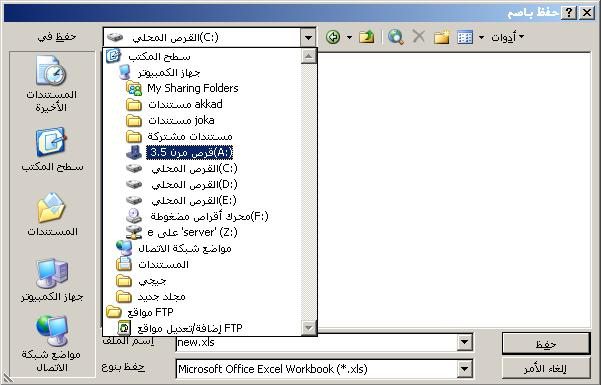 حفظ باسم
حفظ في
القرص المحلي (C:)
أدوات
سطح المكتب
جهاز الكمبيوتر
My Sharing Folders
مستندات akkad
مستندات joka
مستندات مشتركة
قرص مرن 3.5 (A:)
القرص المحلي (C:)
القرص المحلي (D:)
القرص المحلي (E:)
محرك أقراص مضغوطة (F:)
e على 'server' (Z:)
مواضع شبكة الاتصال
المستندات
جيجي
مجلد جديد
مواقع FTP
إضافة/تعديل مواقع FTP
المستندات الأخيرة
سطح المكتب
المستندات
جهاز الكمبيوتر
مواضع شبكة الاتصال
اسم الملف
new.xls
حفظ
حفظ بنوع
Microsoft Office Excel Workbook (*.xls)
إلغاء الأمر